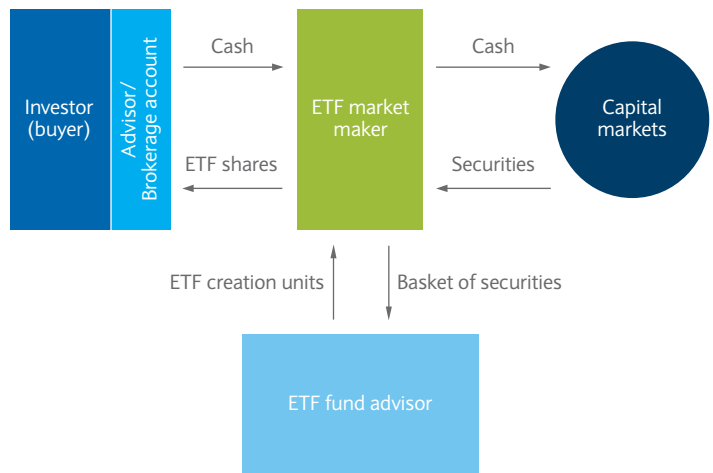 Investor
(buyer)
Advisor/
Brokerage account
Cash
ETF shares
ETF market
maker
Cash
Securities
Capital
markets
ETF creation units
Basket of securities
ETF fund advisor